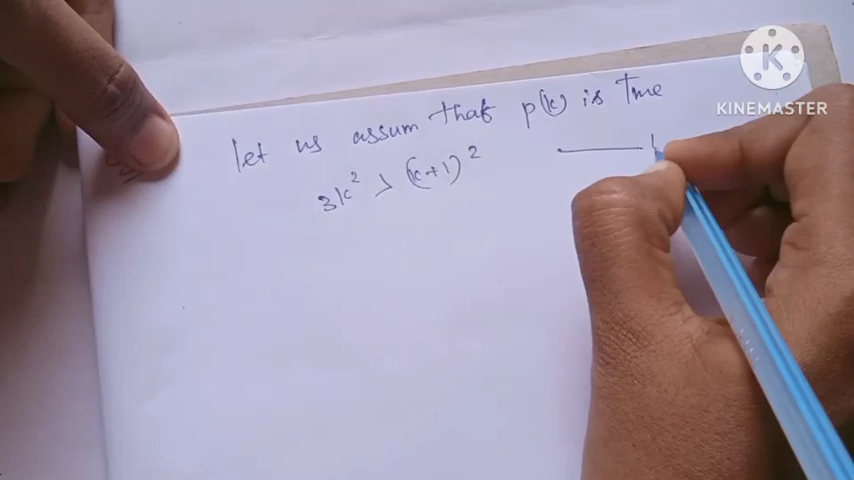 let us assum that p(k) is True
3k² > (k+1)²
KINEMASTER